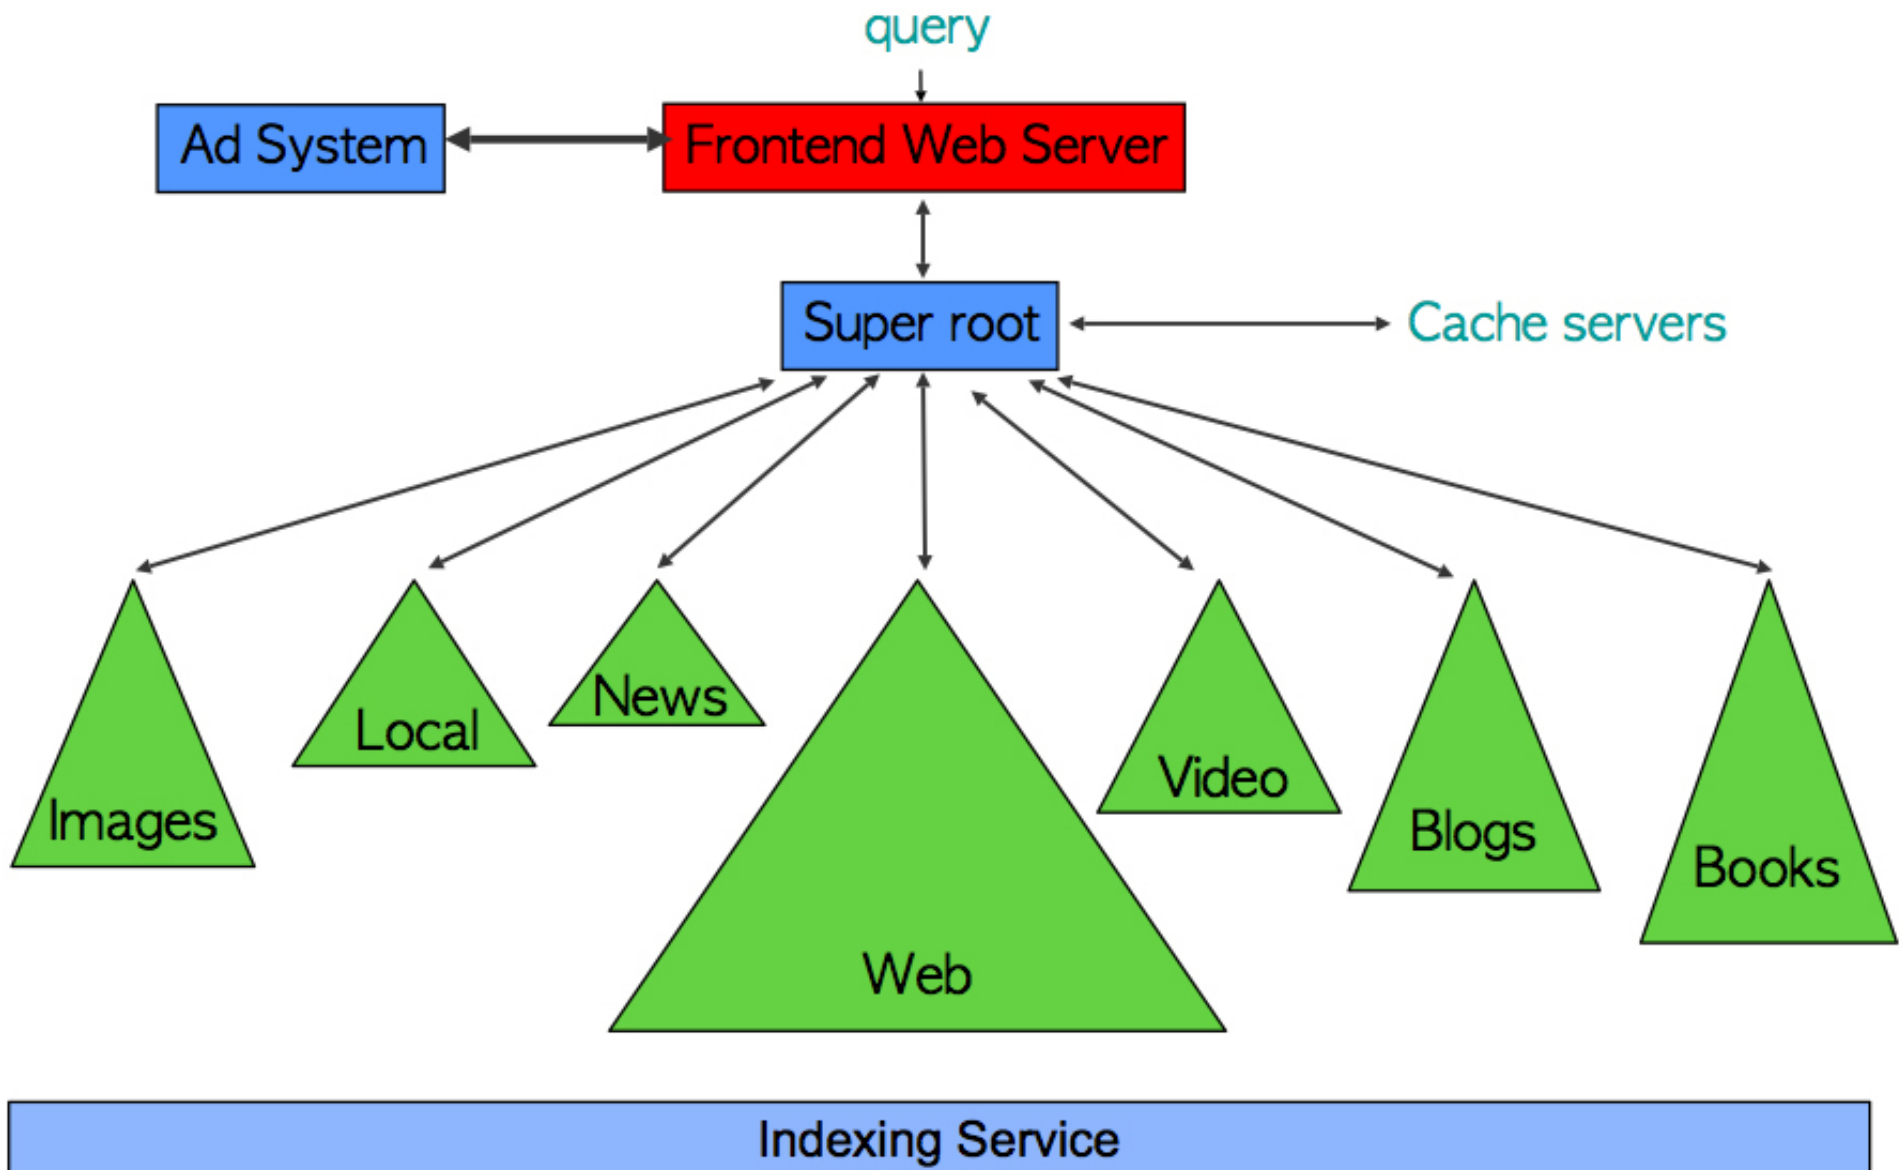 query
Ad System
Frontend Web Server
Super root
Cache servers
Images
Local
News
Web
Video
Blogs
Books
Indexing Service